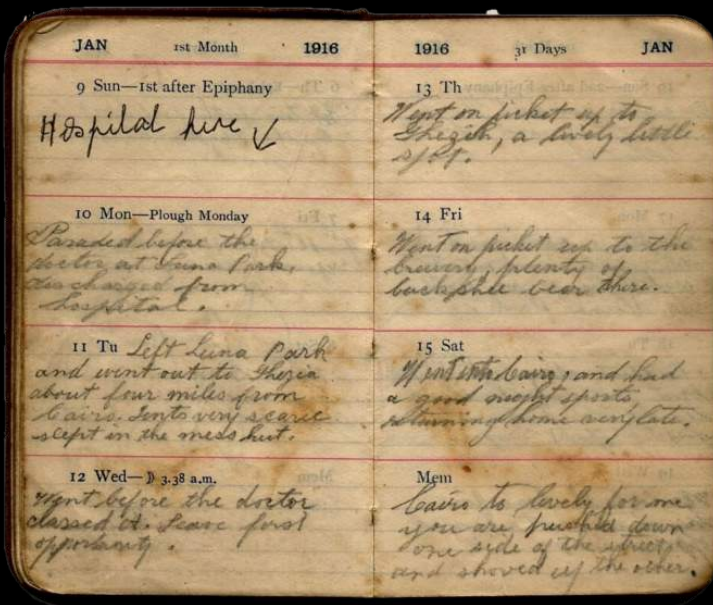 JAN 1st Month 1916
9 Sun—1st after Epiphany
Hospital here ↓
10 Mon—Plough Monday
Paraded before the
doctor at Luna Park,
discharged from
hospital.
11 Tu Left Luna Park
and went out to Ghezia
about four miles from
Cairo. Tents very scarce
slept in the mess hut.
12 Wed—☽ 3.38 a.m.
Went before the doctor
classed A. Leave first
opportunity.
1916 31 Days JAN
13 Th
Went on picket up to
Ghezieh, a lively little
spot.
14 Fri
Went on picket up to the
brewery, plenty of
buckshee beer there.
15 Sat
Went into Cairo, and had
a good night sports,
returning home very late.
Mem
Cairo to lovely for me
you are pushed down
one side of the street
and shoved up the other.